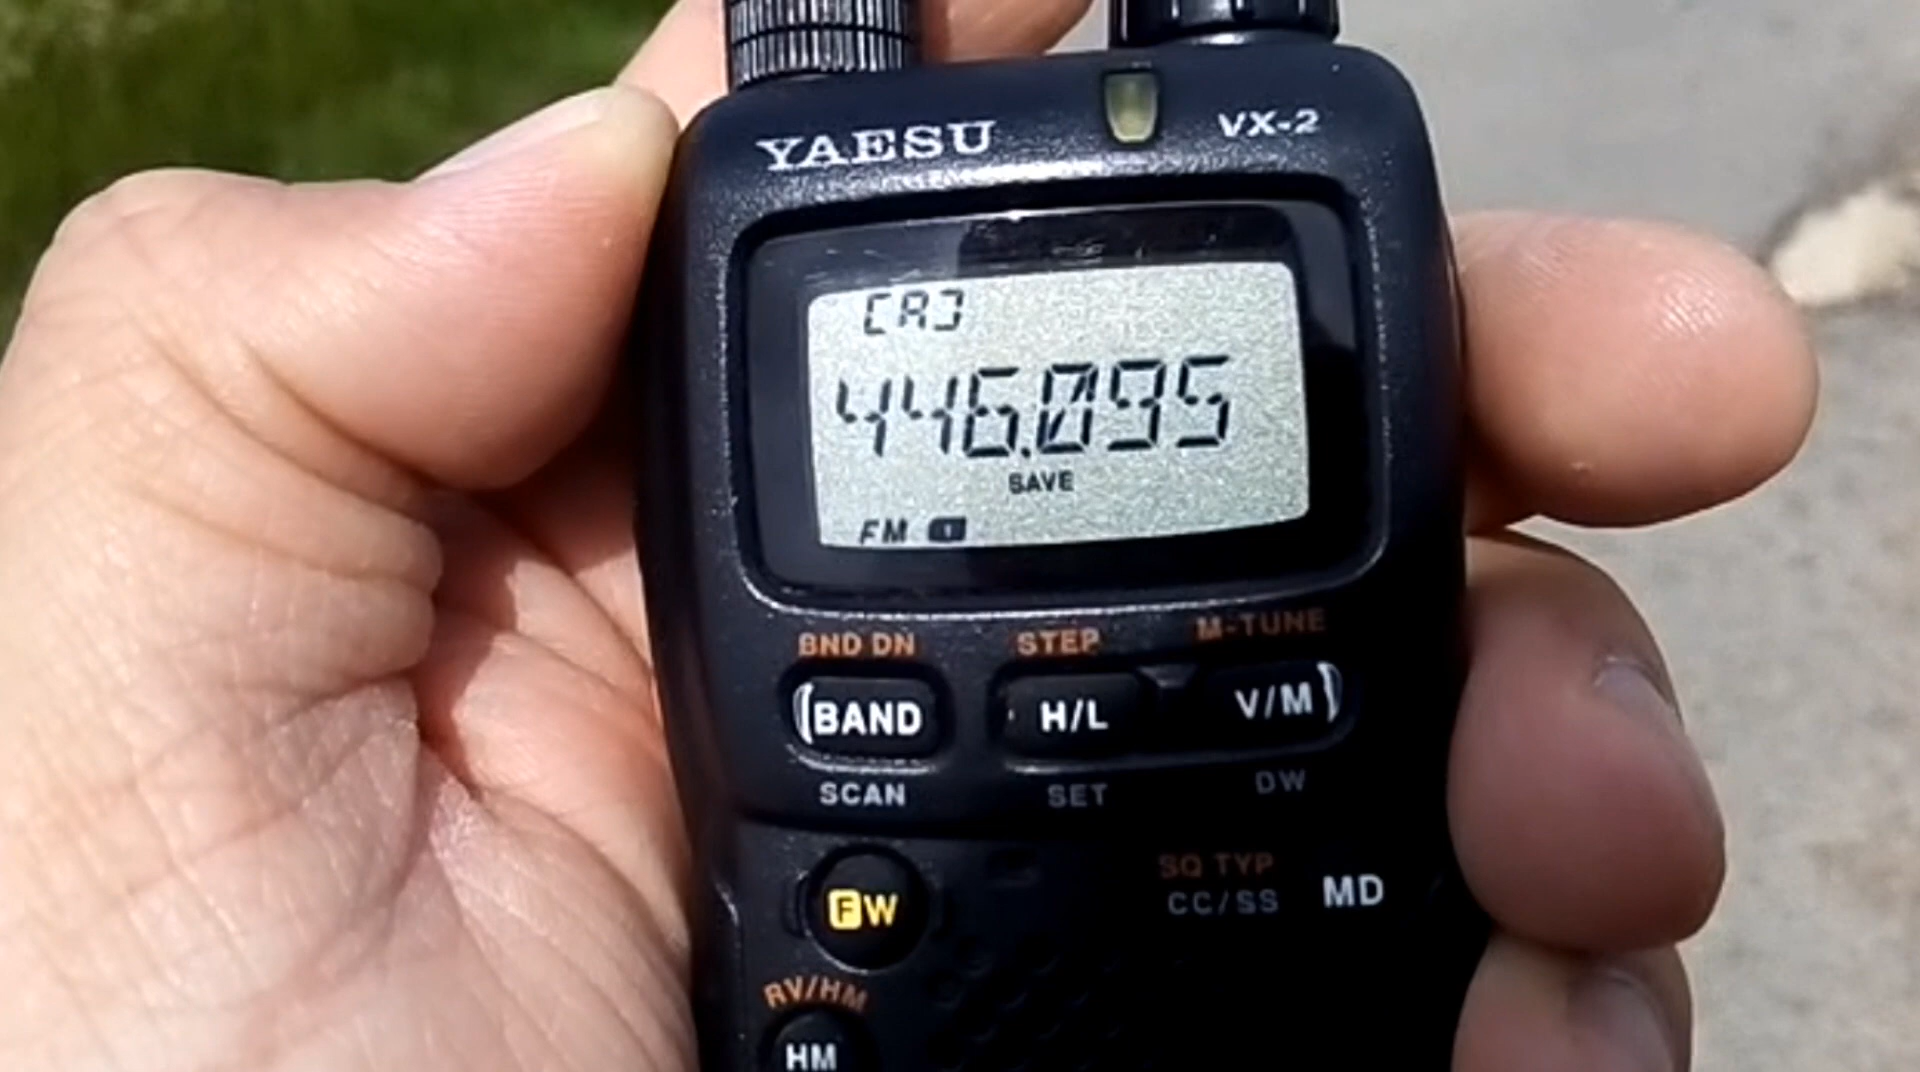 YAESU VX-2
[A]
446.095
SAVE
FM
BND DN STEP M-TUNE
BAND H/L V/M
SCAN SET DW
SQ TYP
FW CC/SS MD
RV/HM
HM